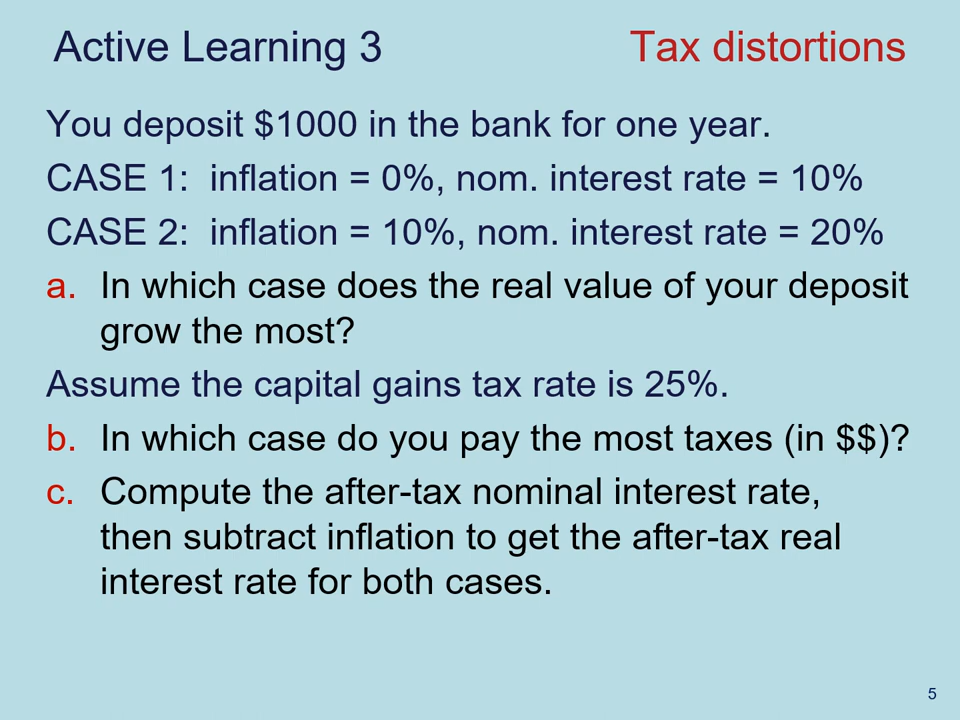 Active Learning 3 Tax distortions
You deposit $1000 in the bank for one year.
CASE 1: inflation = 0%, nom. interest rate = 10%
CASE 2: inflation = 10%, nom. interest rate = 20%
a. In which case does the real value of your deposit
grow the most?
Assume the capital gains tax rate is 25%.
b. In which case do you pay the most taxes (in $$)?
c. Compute the after-tax nominal interest rate,
then subtract inflation to get the after-tax real
interest rate for both cases.
5